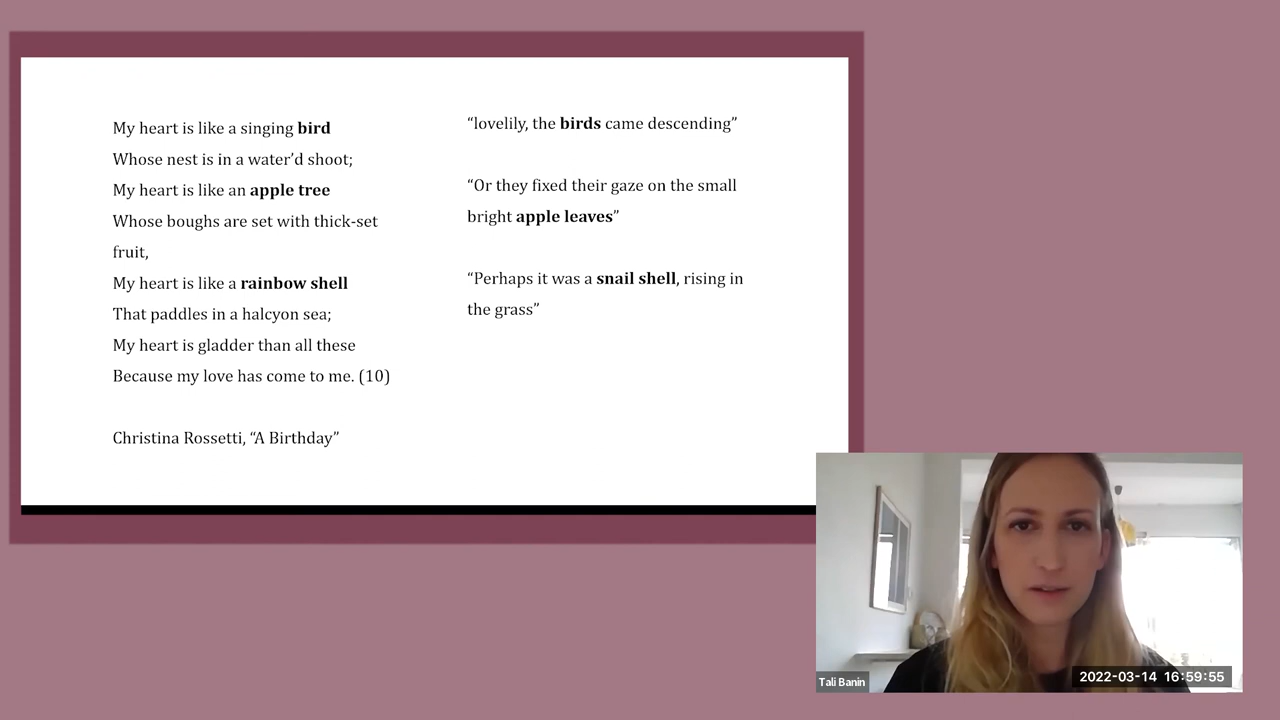 My heart is like a singing bird
Whose nest is in a water’d shoot;
My heart is like an apple tree
Whose boughs are set with thick-set
fruit,
My heart is like a rainbow shell
That paddles in a halcyon sea;
My heart is gladder than all these
Because my love has come to me. (10)
Christina Rossetti, “A Birthday”
“lovelily, the birds came descending”
“Or they fixed their gaze on the small
bright apple leaves”
“Perhaps it was a snail shell, rising in
the grass”
Tali Banin
2022-03-14 16:59:55